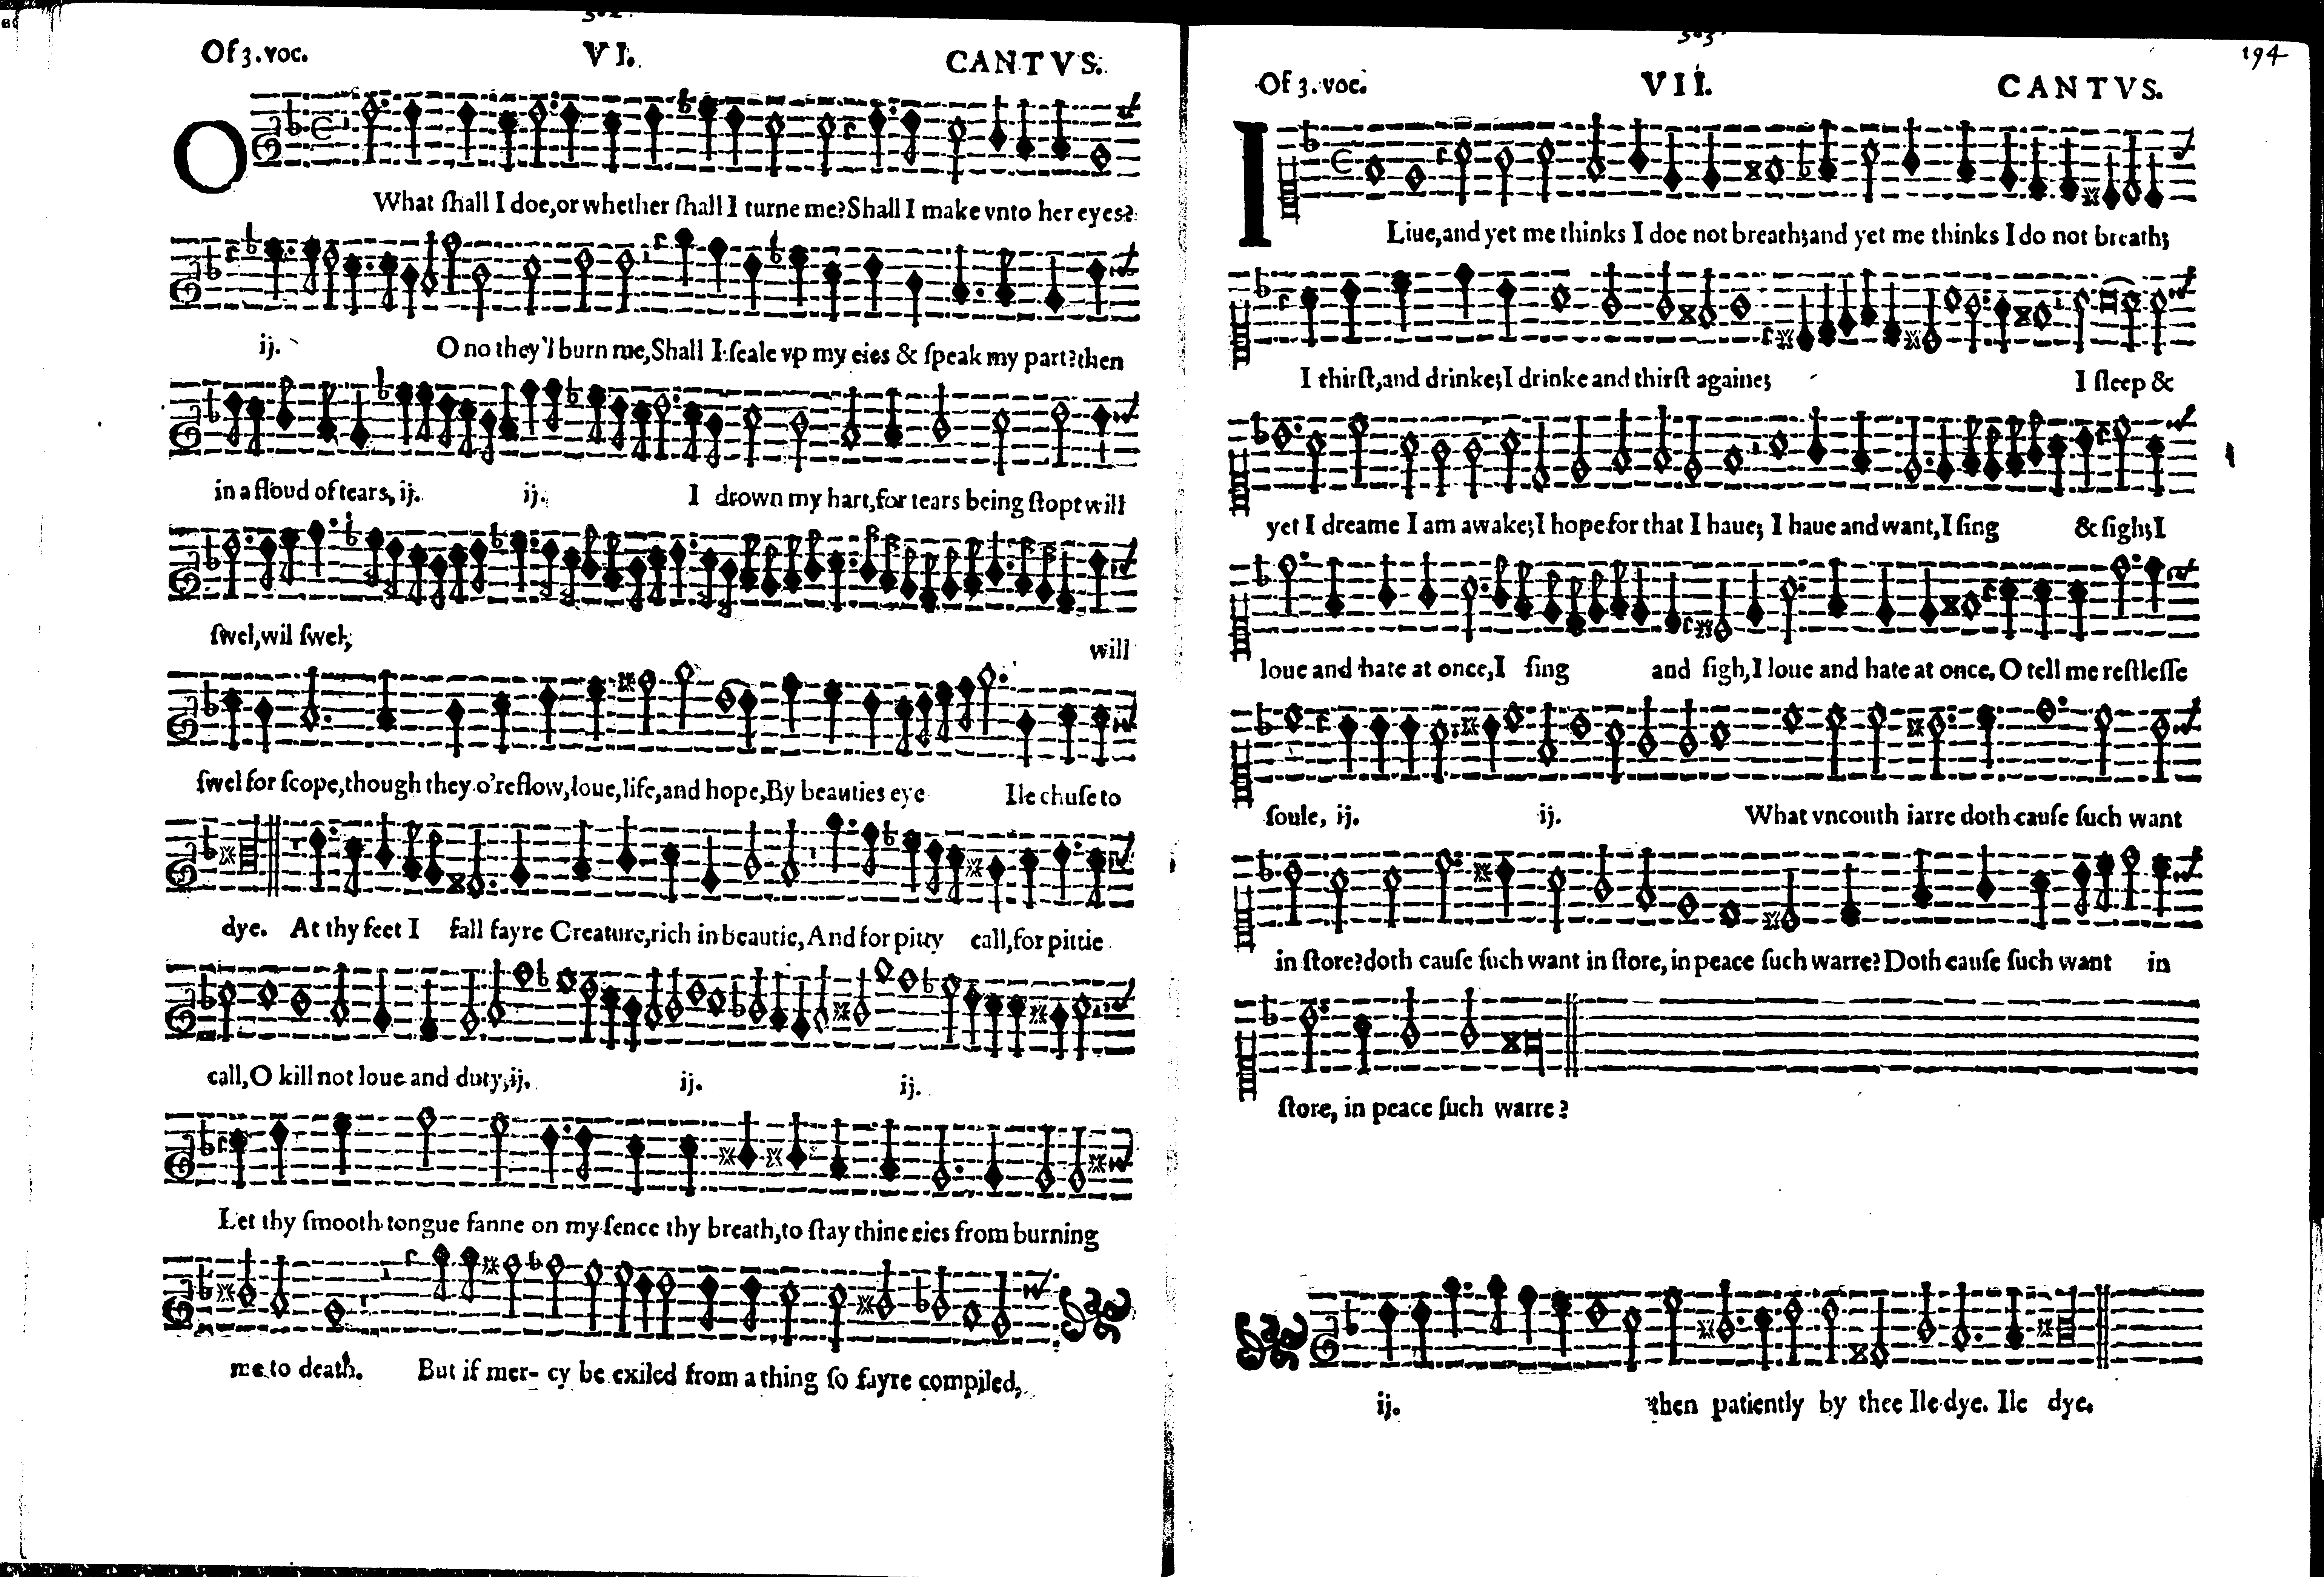 302.
Of 3. voc. VI. CANTVS.
O
What ſhall I doe, or whether ſhall I turne me? Shall I make vnto her eyes?
ij. O no they'l burn me, Shall I ſeale vp my eies & ſpeak my part? then
in a floud of tears, ij. ij. I drown my hart, for tears being ſtopt will
ſwel, wil ſwel; will
ſwel for ſcope, though they o'reflow, loue, life, and hope, By beauties eye Ile chuſe to
dye. At thy feet I fall fayre Creature, rich in beautie, And for pitty call, for pittie
call, O kill not loue and duty, ij. ij. ij.
Let thy ſmooth tongue fanne on my ſence thy breath, to ſtay thine eies from burning
me to death. But if mer- cy be exiled from a thing ſo fayre compiled,
303.
194
Of 3. voc. VII. CANTVS.
I
Liue, and yet me thinks I doe not breath; and yet me thinks I do not breath;
I thirſt, and drinke; I drinke and thirſt againe; I ſleep &
yet I dreame I am awake; I hope for that I haue; I haue and want, I ſing & ſigh; I
loue and hate at once, I ſing and ſigh, I loue and hate at once. O tell me reſtleſſe
ſoule, ij. ij. What vncouth iarre doth cauſe ſuch want
in ſtore? doth cauſe ſuch want in ſtore, in peace ſuch warre? Doth cauſe ſuch want in
ſtore, in peace ſuch warre?
ij. then patiently by thee Ile dye. Ile dye.